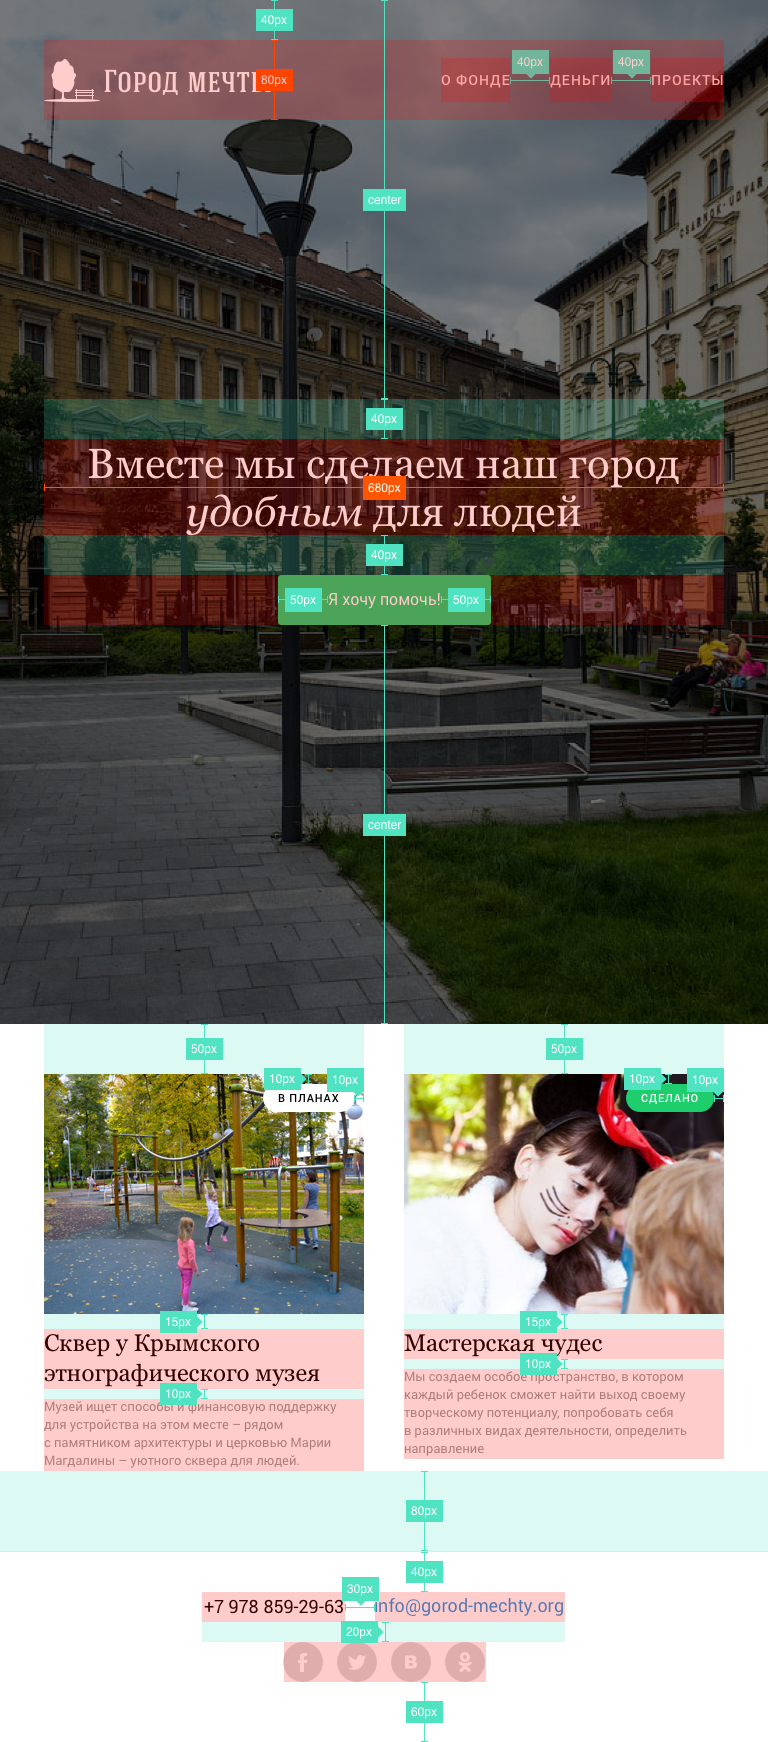 40px
80px
Город мечты
О ФОНДЕ
40px
ДЕНЬГИ
40px
ПРОЕКТЫ
CSARNOK-UDVAR
center
40px
Вместе мы сделаем наш город
680px
удобным для людей
40px
50px
Я хочу помочь!
50px
center
50px
50px
10px
10px
В ПЛАНАХ
10px
10px
СДЕЛАНО
15px
15px
Сквер у Крымского
этнографического музея
10px
Музей ищет способы и финансовую поддержку
для устройства на этом месте – рядом
с памятником архитектуры и церковью Марии
Магдалины – уютного сквера для людей.
Мастерская чудес
10px
Мы создаем особое пространство, в котором
каждый ребенок сможет найти выход своему
творческому потенциалу, попробовать себя
в различных видах деятельности, определить
направление
80px
40px
30px
+7 978 859-29-63
info@gorod-mechty.org
20px
60px